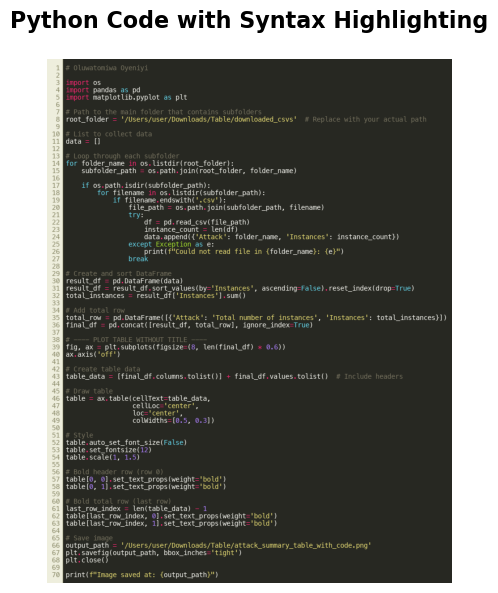 Python Code with Syntax Highlighting
1 # Oluwatomiwa Oyeniyi
2
3 import os
4 import pandas as pd
5 import matplotlib.pyplot as plt
6
7 # Path to the main folder that contains subfolders
8 root_folder = '/Users/user/Downloads/Table/downloaded_csvs'  # Replace with your actual path
9
10 # List to collect data
11 data = []
12
13 # Loop through each subfolder
14 for folder_name in os.listdir(root_folder):
15     subfolder_path = os.path.join(root_folder, folder_name)
16
17     if os.path.isdir(subfolder_path):
18         for filename in os.listdir(subfolder_path):
19             if filename.endswith('.csv'):
20                 file_path = os.path.join(subfolder_path, filename)
21                 try:
22                     df = pd.read_csv(file_path)
23                     instance_count = len(df)
24                     data.append({'Attack': folder_name, 'Instances': instance_count})
25                 except Exception as e:
26                     print(f"Could not read file in {folder_name}: {e}")
27                 break
28
29 # Create and sort DataFrame
30 result_df = pd.DataFrame(data)
31 result_df = result_df.sort_values(by='Instances', ascending=False).reset_index(drop=True)
32 total_instances = result_df['Instances'].sum()
33
34 # Add total row
35 total_row = pd.DataFrame([{'Attack': 'Total number of instances', 'Instances': total_instances}])
36 final_df = pd.concat([result_df, total_row], ignore_index=True)
37
38 # ──── PLOT TABLE WITHOUT TITLE ────
39 fig, ax = plt.subplots(figsize=(8, len(final_df) * 0.6))
40 ax.axis('off')
41
42 # Create table data
43 table_data = [final_df.columns.tolist()] + final_df.values.tolist()  # Include headers
44
45 # Draw table
46 table = ax.table(cellText=table_data,
47                  cellLoc='center',
48                  loc='center',
49                  colWidths=[0.5, 0.3])
50
51 # Style
52 table.auto_set_font_size(False)
53 table.set_fontsize(12)
54 table.scale(1, 1.5)
55
56 # Bold header row (row 0)
57 table[0, 0].set_text_props(weight='bold')
58 table[0, 1].set_text_props(weight='bold')
59
60 # Bold total row (last row)
61 last_row_index = len(table_data) - 1
62 table[last_row_index, 0].set_text_props(weight='bold')
63 table[last_row_index, 1].set_text_props(weight='bold')
64
65 # Save image
66 output_path = '/Users/user/Downloads/Table/attack_summary_table_with_code.png'
67 plt.savefig(output_path, bbox_inches='tight')
68 plt.close()
69
70 print(f"Image saved at: {output_path}")